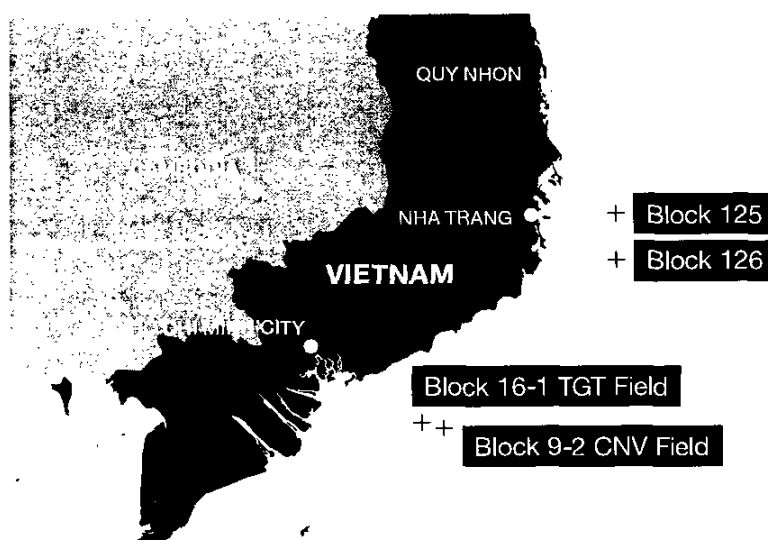 QUY NHON
NHA TRANG
+ Block 125
+ Block 126
VIETNAM
CITY
Block 16-1 TGT Field
++
Block 9-2 CNV Field